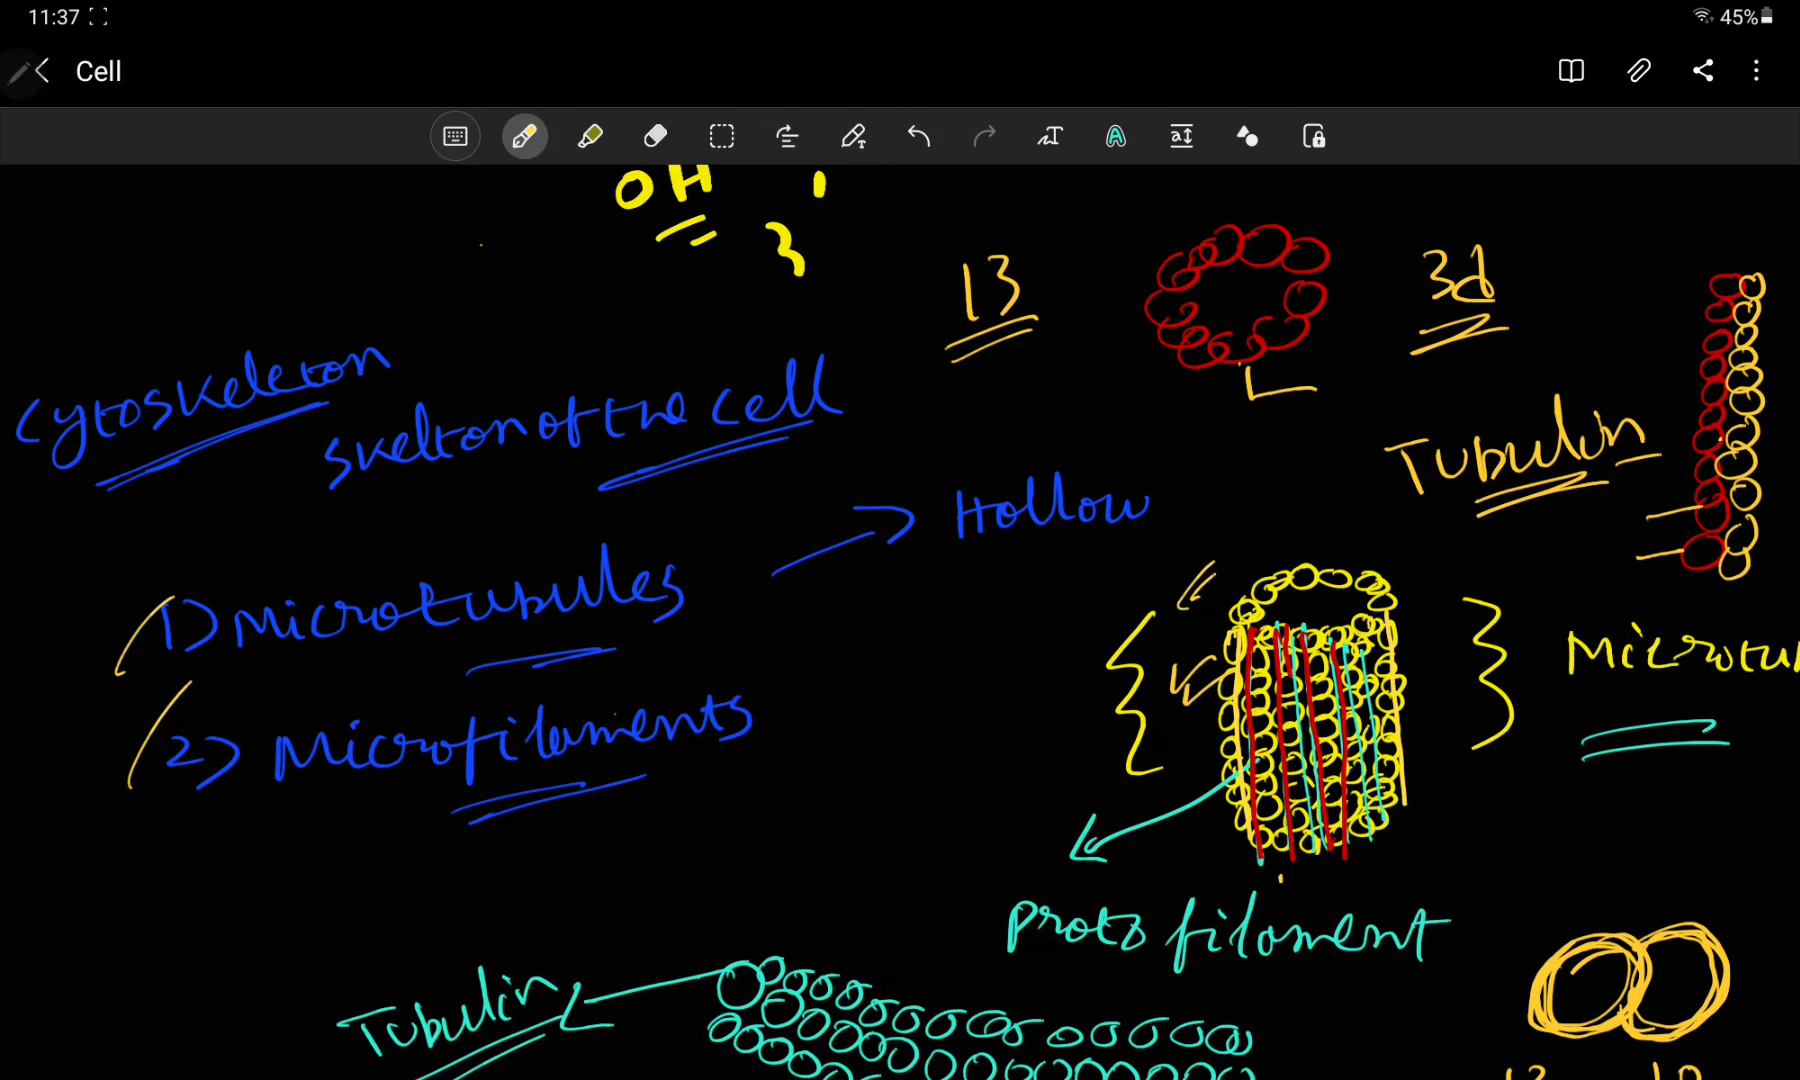 11:37
45%
Cell
OH
3
13
3d
Cytoskeleton
skelton of the cell
Tubulin
Hollow
1) Microtubules
Microtu
2) Microfilaments
Proto filament
Tubulin